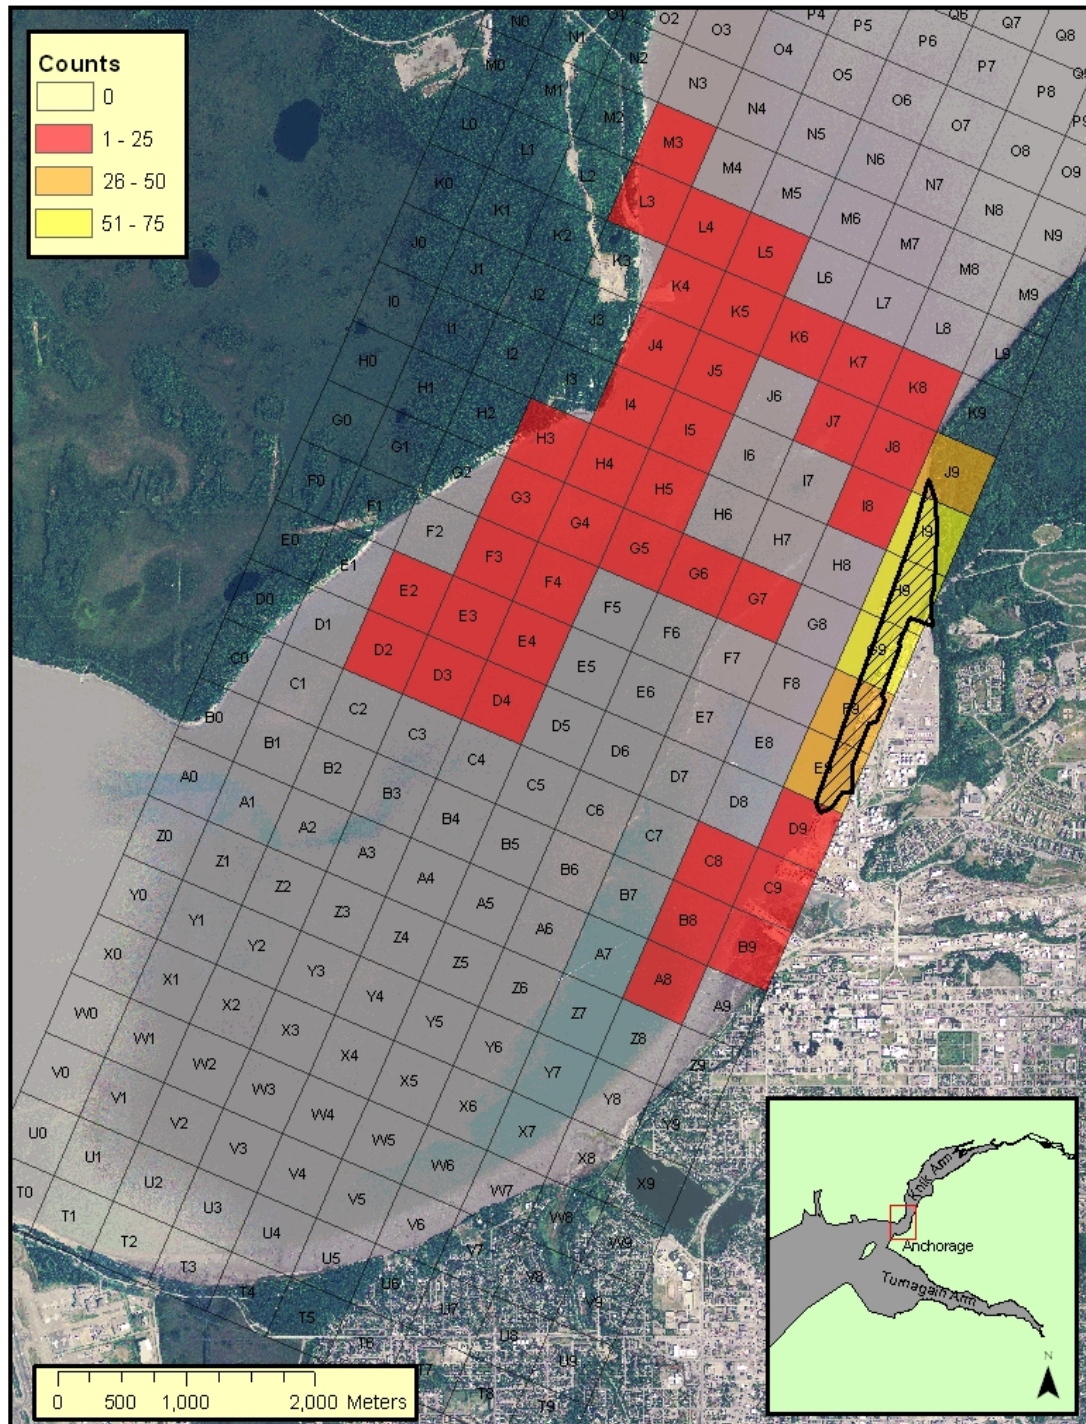 Counts
0
1 - 25
26 - 50
51 - 75
N0 O1 O2 O3 P4 P5 Q6 Q7 Q8
M0 N1 N2 N3 O4 O5 P6 P7 P8
L0 M1 M2 M3 N4 N5 O6 O7 O8 O9
K0 L1 L2 L3 M4 M5 N6 N7 N8 N9
J0 K1 K2 K3 L4 L5 M6 M7 M8 M9
I0 J1 J2 J3 K4 K5 L6 L7 L8 L9
H0 I1 I2 I3 J4 J5 K6 K7 K8 K9
G0 H1 H2 H3 I4 I5 J6 J7 J8 J9
F0 G1 G2 G3 H4 H5 I6 I7 I8 I9
E0 F1 F2 F3 G4 G5 H6 H7 H8 H9
D0 E1 E2 E3 F4 F5 G6 G7 G8 G9
C0 D1 D2 D3 E4 E5 F6 F7 F8 F9
B0 C1 C2 C3 D4 D5 E6 E7 E8 E9
A0 B1 B2 B3 C4 C5 D6 D7 D8 D9
Z0 A1 A2 A3 B4 B5 C6 C7 C8 C9
Y0 Z1 Z2 Z3 A4 A5 B6 B7 B8 B9
X0 Y1 Y2 Y3 Z4 Z5 A6 A7 A8 A9
W0 X1 X2 X3 Y4 Y5 Z6 Z7 Z8 Z9
V0 W1 W2 W3 X4 X5 Y6 Y7 Y8 Y9
U0 V1 V2 V3 W4 W5 X6 X7 X8 X9
T0 U1 U2 U3 V4 V5 W6 W7 W8 W9
T1 T2 T3 U4 U5 V6 V7 V8 V9
T4 T5 U6 U7 U8 U9
T6 T7 T8 T9
Knik Arm
Anchorage
Turnagain Arm
N
0 500 1,000 2,000 Meters